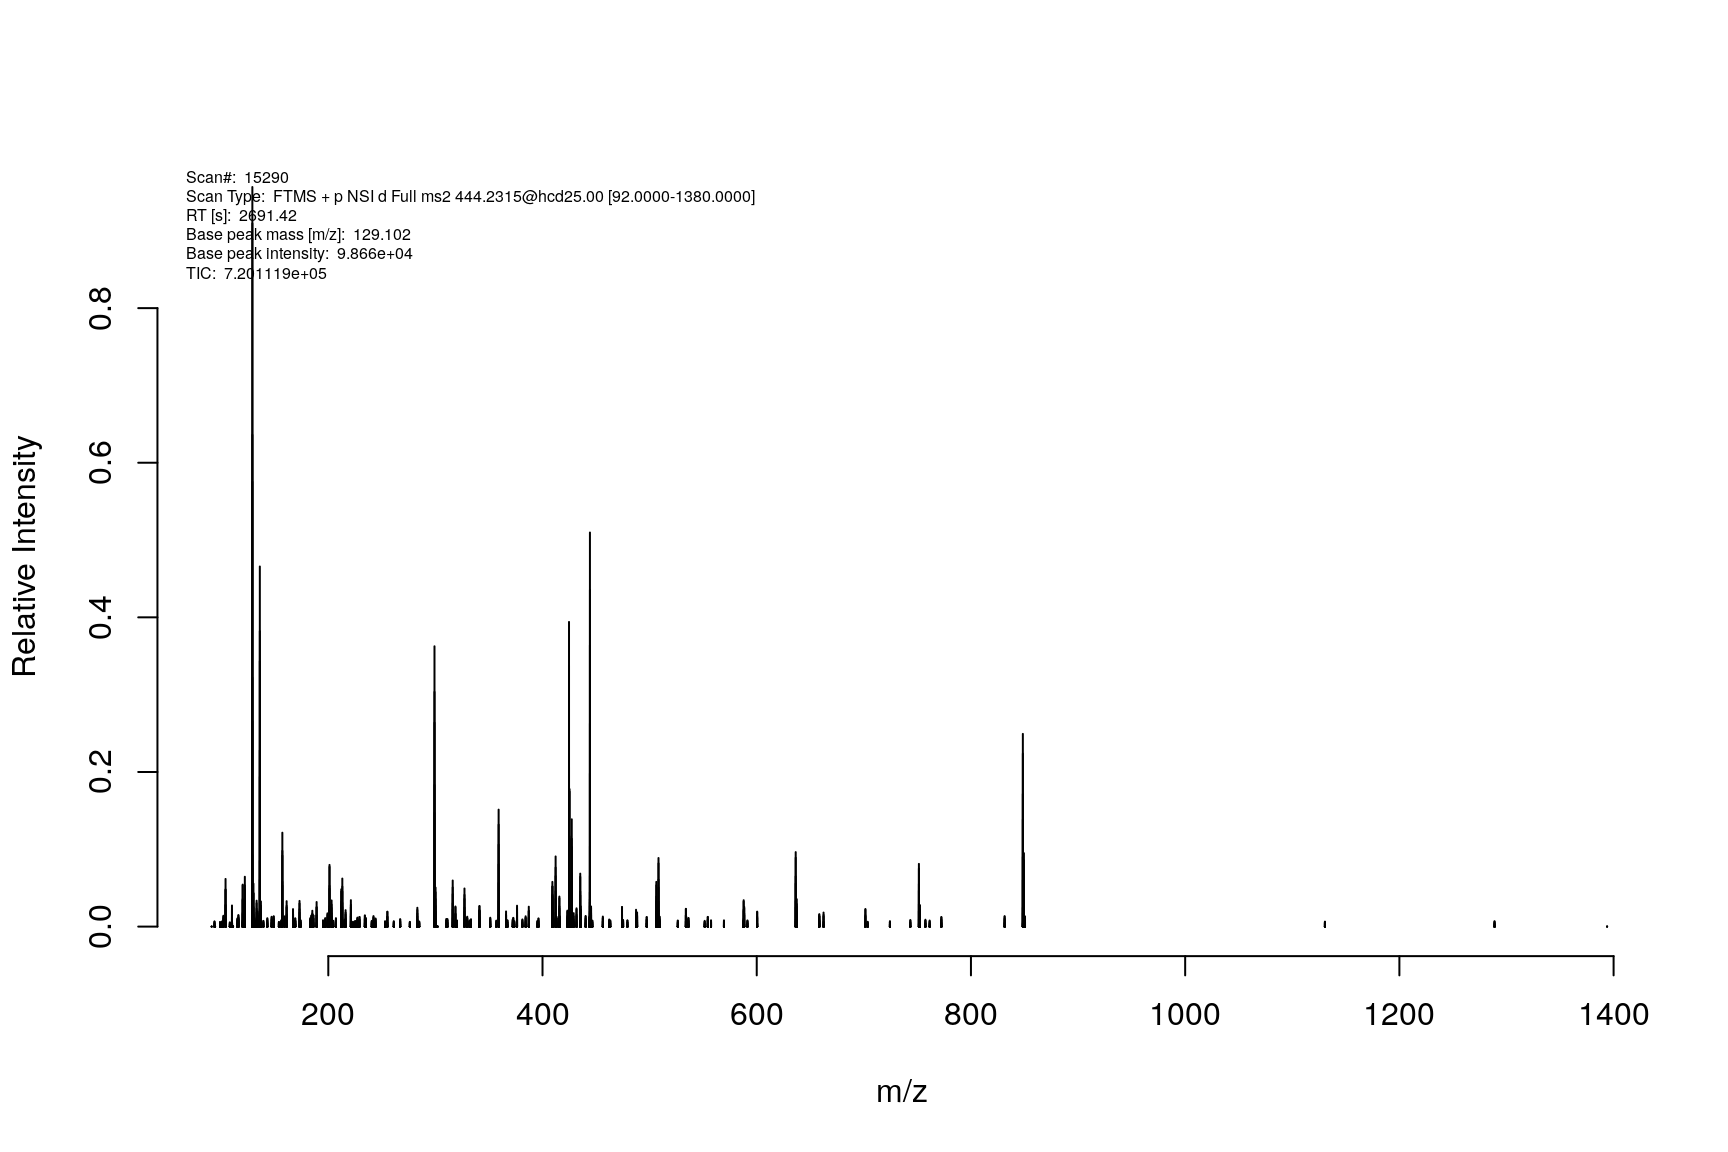 Scan#: 15290
Scan Type: FTMS + p NSI d Full ms2 444.2315@hcd25.00 [92.0000-1380.0000]
RT [s]: 2691.42
Base peak mass [m/z]: 129.102
Base peak intensity: 9.866e+04
TIC: 7.201119e+05
0.8
0.6
0.4
0.2
0.0
Relative Intensity
200 400 600 800 1000 1200 1400
m/z